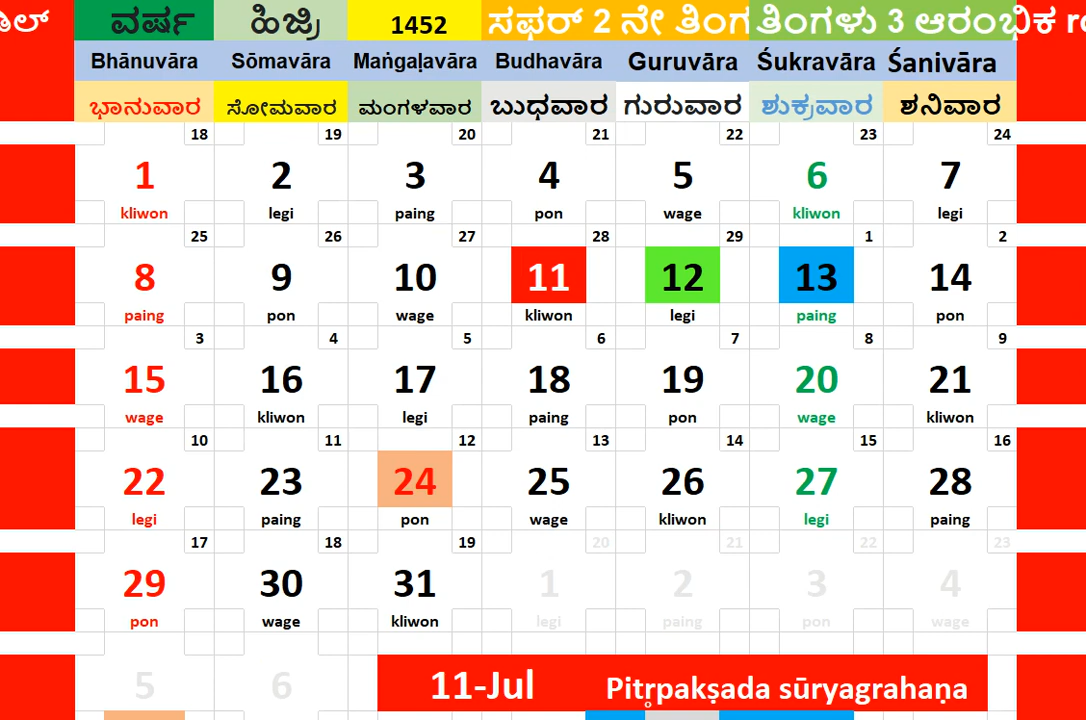 ವರ್ಷ ಹಿಜ್ರಿ 1452 ಸಫರ್ 2 ನೇ ತಿಂಗ ತಿಂಗಳು 3 ಆರಂಭಿಕ
Bhānuvāra Sōmavāra Maṅgaḷavāra Budhavāra Guruvāra Śukravāra Śanivāra
ಭಾನುವಾರ ಸೋಮವಾರ ಮಂಗಳವಾರ ಬುಧವಾರ ಗುರುವಾರ ಶುಕ್ರವಾರ ಶನಿವಾರ
18 19 20 21 22 23 24
1 2 3 4 5 6 7
kliwon legi paing pon wage kliwon legi
25 26 27 28 29 1 2
8 9 10 11 12 13 14
paing pon wage kliwon legi paing pon
3 4 5 6 7 8 9
15 16 17 18 19 20 21
wage kliwon legi paing pon wage kliwon
10 11 12 13 14 15 16
22 23 24 25 26 27 28
legi paing pon wage kliwon legi paing
17 18 19 20 21 22 23
29 30 31 1 2 3 4
pon wage kliwon legi paing pon wage
5 6 11-Jul Pitr̥pakṣada sūryagrahaṇa